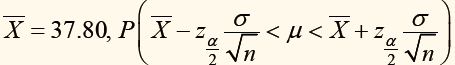 X̄ = 37.80, P(X̄ − z_{α/2} σ/√n < μ < X̄ + z_{α/2} σ/√n)